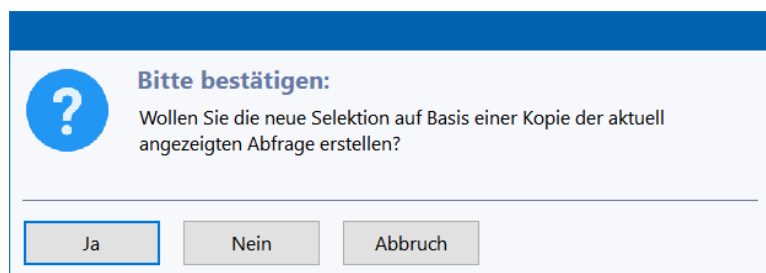 Bitte bestätigen:
Wollen Sie die neue Selektion auf Basis einer Kopie der aktuell
angezeigten Abfrage erstellen?
Ja Nein Abbruch